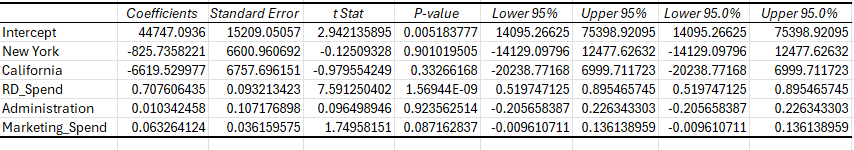 Coefficients Standard Error t Stat P-value Lower 95% Upper 95% Lower 95.0% Upper 95.0%
Intercept 44747.0936 15209.05057 2.942135895 0.005183777 14095.26625 75398.92095 14095.26625 75398.92095
New York -825.7358221 6600.960692 -0.12509328 0.901019505 -14129.09796 12477.62632 -14129.09796 12477.62632
California -6619.529977 6757.696151 -0.979554249 0.33266168 -20238.77168 6999.711723 -20238.77168 6999.711723
RD_Spend 0.707606435 0.093213423 7.591250402 1.56944E-09 0.519747125 0.895465745 0.519747125 0.895465745
Administration 0.010342458 0.107176898 0.096498946 0.923562514 -0.205658387 0.226343303 -0.205658387 0.226343303
Marketing_Spend 0.063264124 0.036159575 1.74958151 0.087162837 -0.009610711 0.136138959 -0.009610711 0.136138959